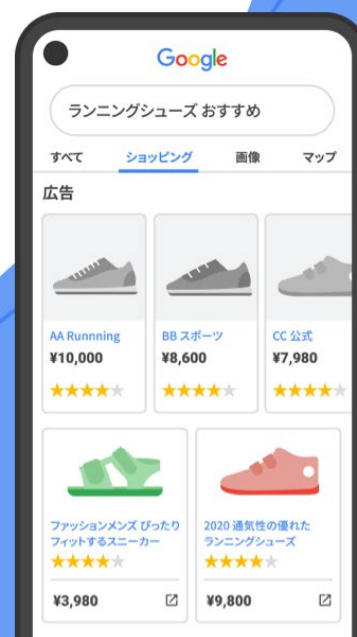 Google
ランニングシューズ おすすめ
すべて ショッピング 画像 マップ
広告
AA Runnning BB スポーツ CC 公式
¥10,000 ¥8,600 ¥7,980
ファッションメンズ ぴったり
フィットするスニーカー
¥3,980
2020 通気性の優れた
ランニングシューズ
¥9,800